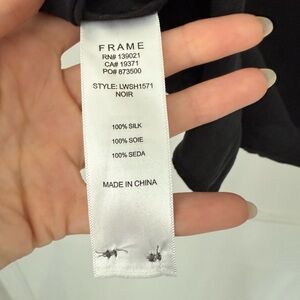 FRAME
RN# 139021
CA# 19371
PO# 873500
STYLE: LWSH1571
NOIR
100% SILK
100% SOIE
100% SEDA
MADE IN CHINA